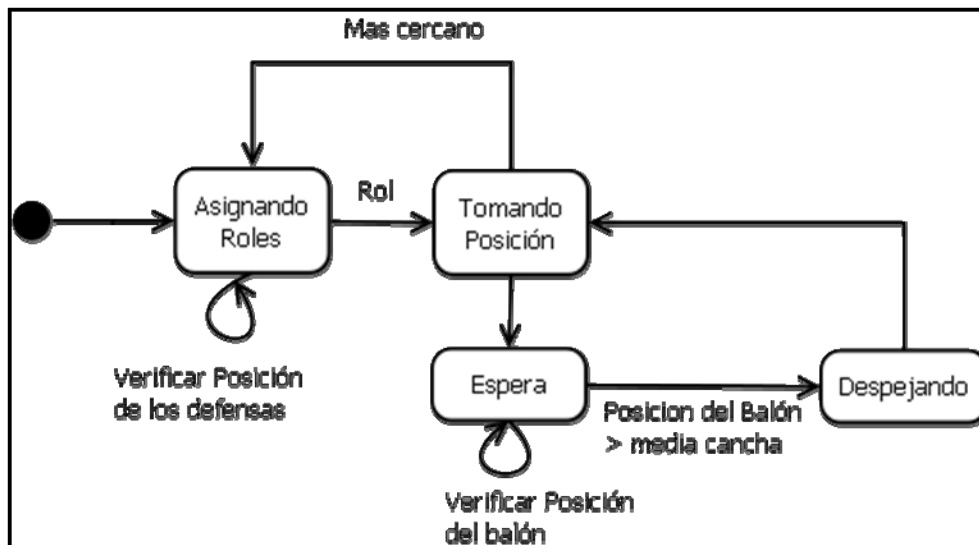 Mas cercano
Asignando
Roles
Rol
Tomando
Posición
Verificar Posición
de los defensas
Espera
Posicion del Balón
> media cancha
Despejando
Verificar Posición
del balón